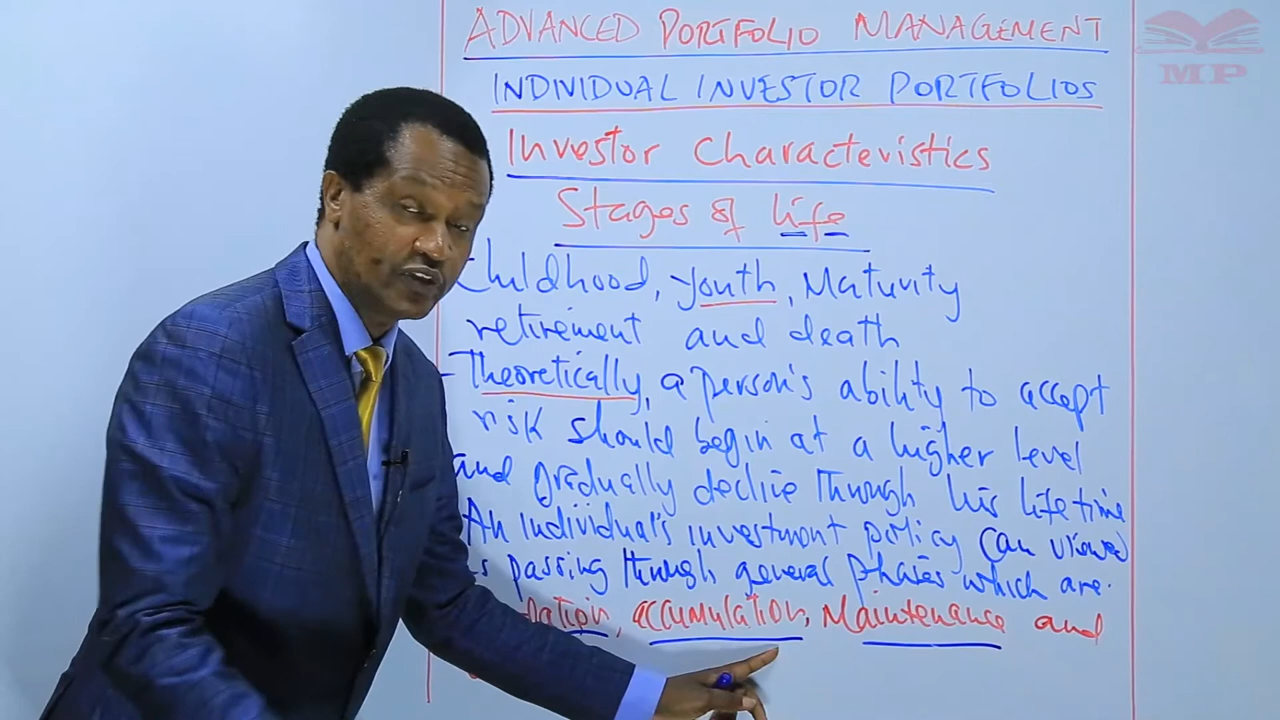 ADVANCED PORTFOLIO MANAGEMENT
MP
INDIVIDUAL INVESTOR PORTFOLIOS
Investor Characteristics
Stages of life
Childhood, Youth, Maturity
retirement and death
- Theoretically, a person's ability to accept
risk should begin at a higher level
and gradually decline through his lifetime
An individual's investment policy can viewed
as passing through general phases which are.
accumulation, Maintenance and